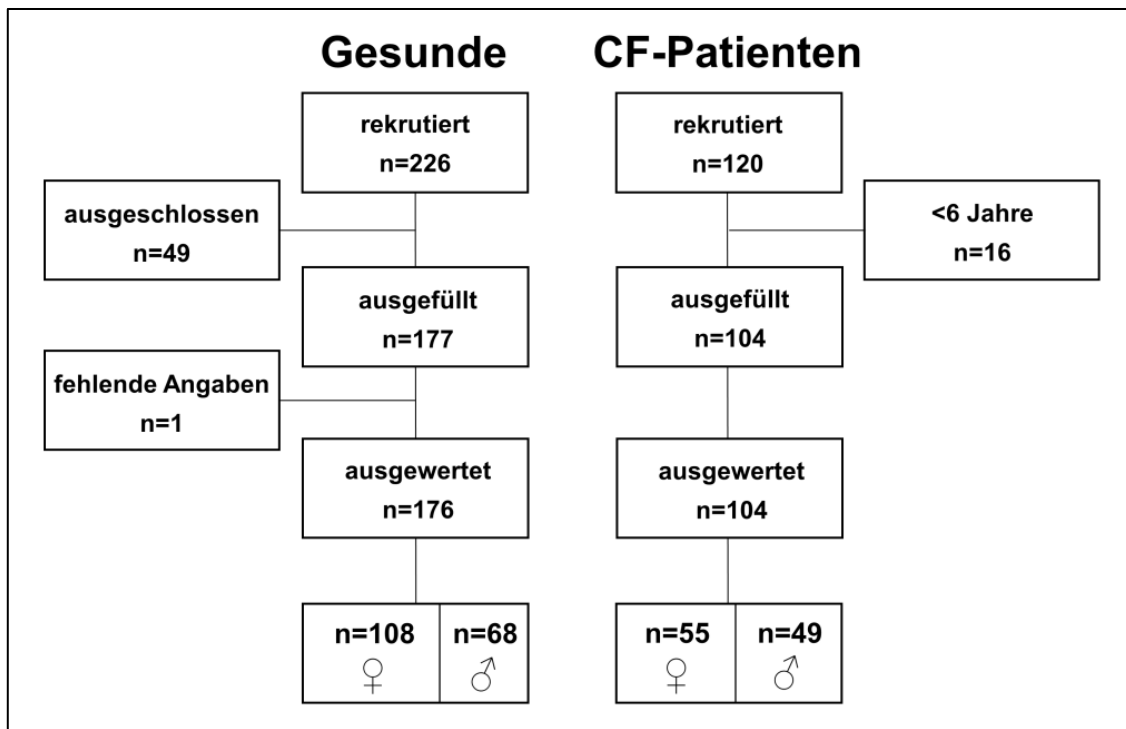 Gesunde
CF-Patienten
rekrutiert
n=226
rekrutiert
n=120
ausgeschlossen
n=49
<6 Jahre
n=16
ausgefüllt
n=177
ausgefüllt
n=104
fehlende Angaben
n=1
ausgewertet
n=176
ausgewertet
n=104
n=108
♀
n=68
♂
n=55
♀
n=49
♂